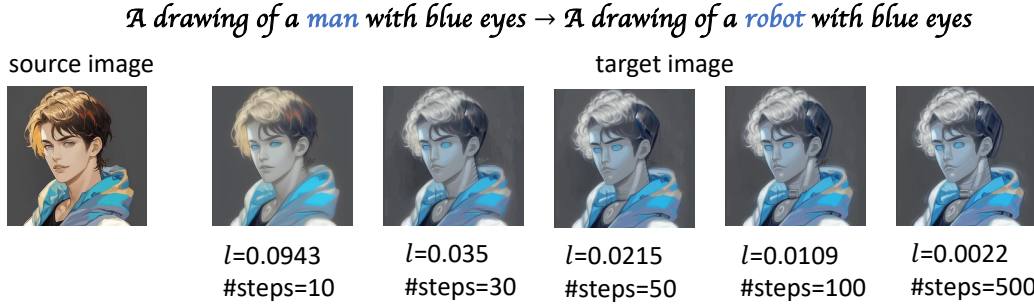 A drawing of a man with blue eyes → A drawing of a robot with blue eyes
source image
target image
l=0.0943
l=0.035
l=0.0215
l=0.0109
l=0.0022
#steps=10
#steps=30
#steps=50
#steps=100
#steps=500